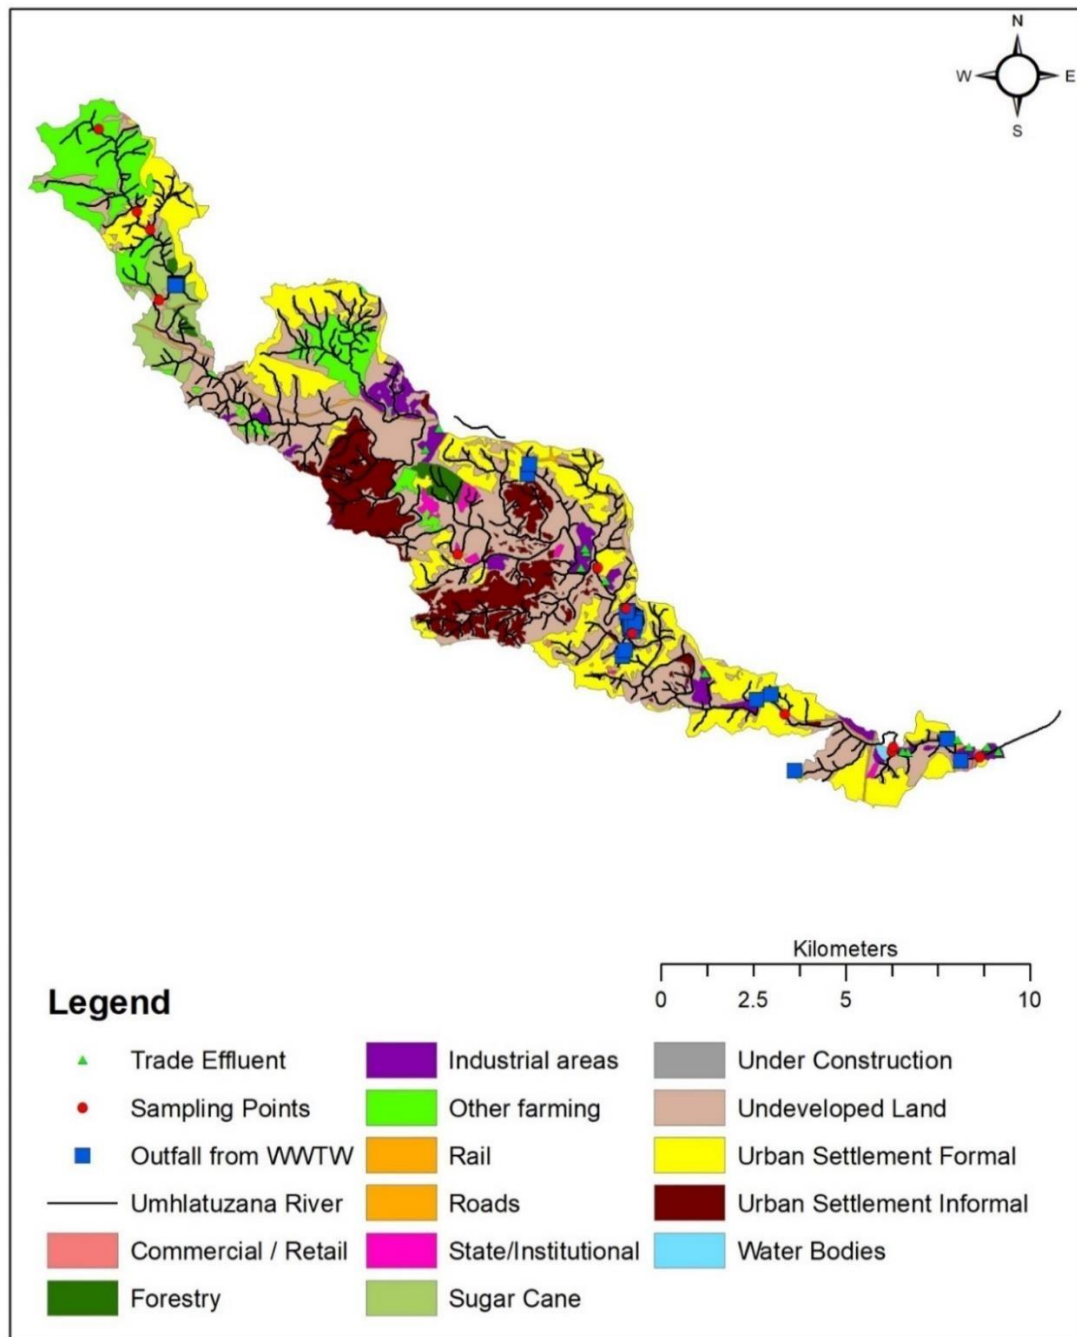 N
W E
S
Kilometers
0 2.5 5 10
Legend
Trade Effluent
Sampling Points
Outfall from WWTW
Umhlatuzana River
Commercial / Retail
Forestry
Industrial areas
Other farming
Rail
Roads
State/Institutional
Sugar Cane
Under Construction
Undeveloped Land
Urban Settlement Formal
Urban Settlement Informal
Water Bodies